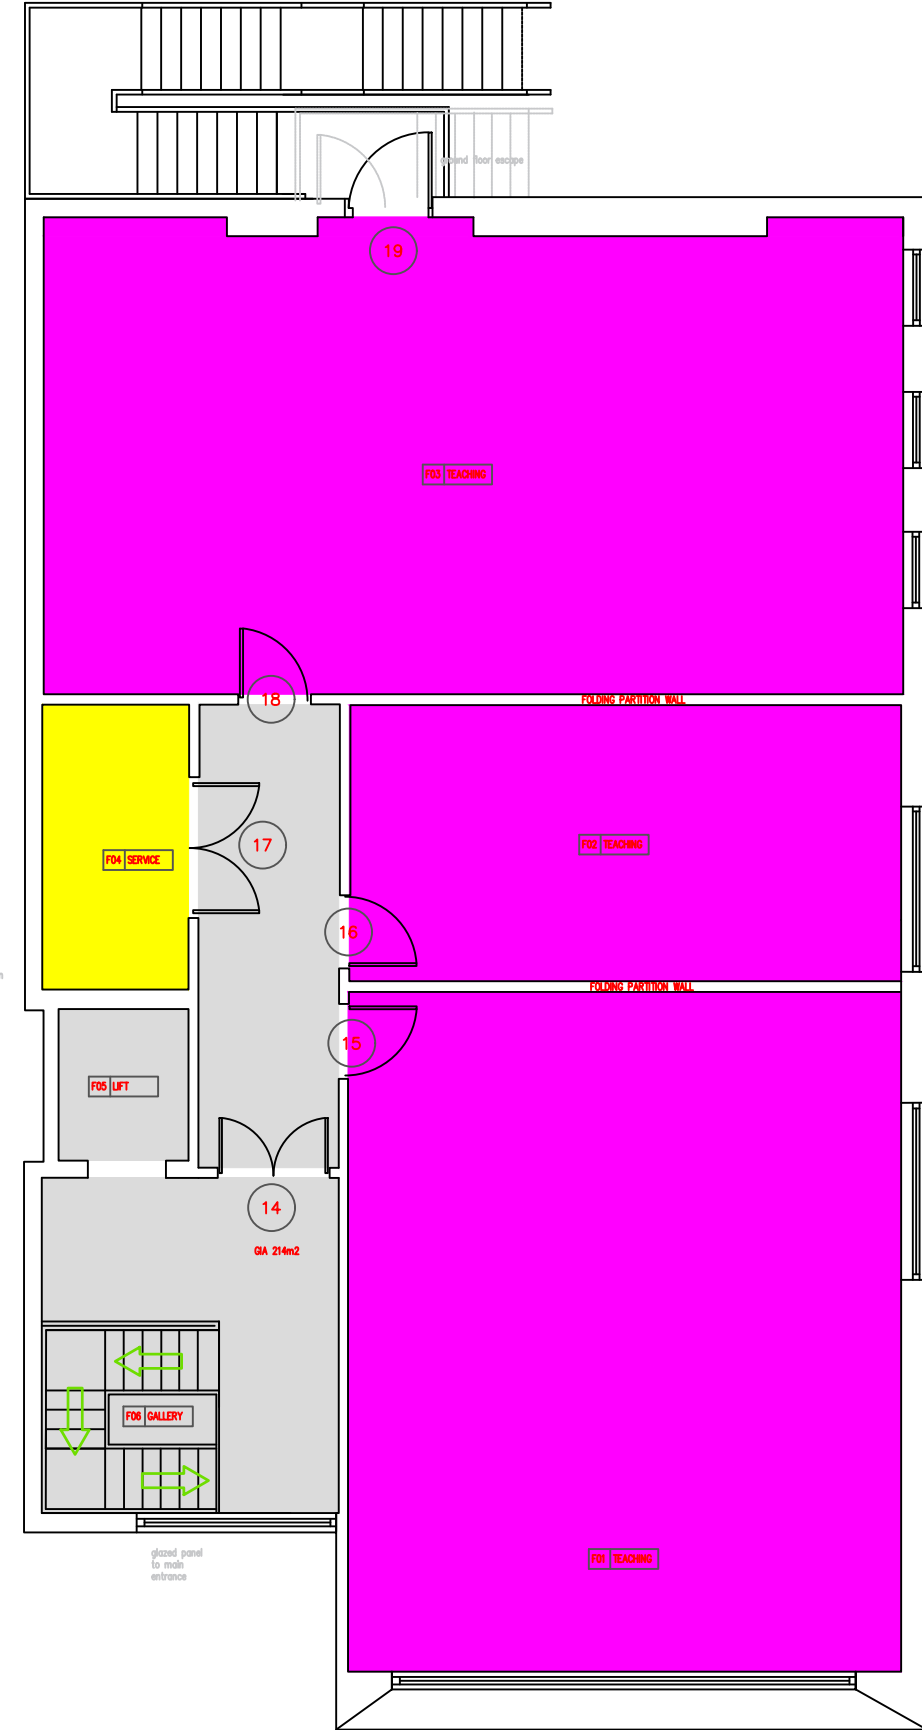 ground floor escape
19
F03 TEACHING
18
FOLDING PARTITION WALL
17
F02 TEACHING
F04 SERVICE
16
FOLDING PARTITION WALL
15
F05 LIFT
14
GIA 214m2
F06 GALLERY
glazed panel
to main
entrance
F01 TEACHING